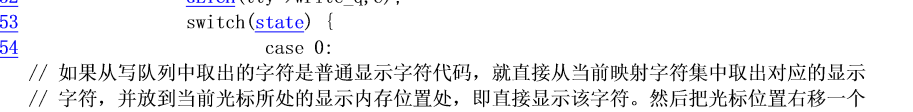 53 switch(state) {
54 case 0:
// 如果从写队列中取出的字符是普通显示字符代码，就直接从当前映射字符集中取出对应的显示
// 字符，并放到当前光标所处的显示内存位置处，即直接显示该字符。然后把光标位置右移一个